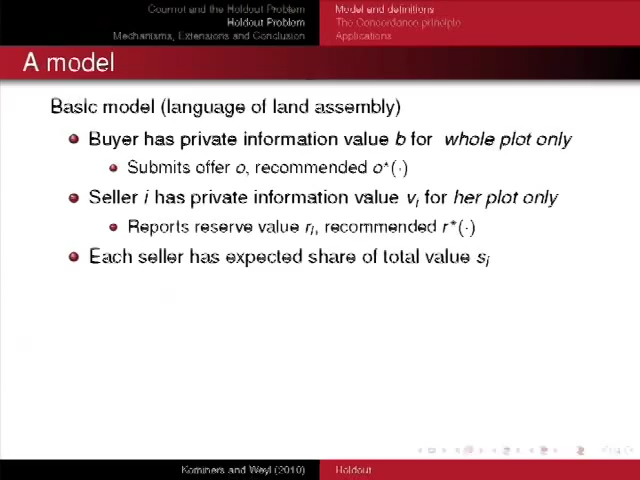 Cournot and the Holdout Problem
Holdout Problem
Mechanisms, Extensions and Conclusion
Model and definitions
The Concordance principle
Applications
A model
Basic model (language of land assembly)
Buyer has private information value b for whole plot only
Submits offer o, recommended o*(·)
Seller i has private information value vᵢ for her plot only
Reports reserve value rᵢ, recommended r*(·)
Each seller has expected share of total value sᵢ
Kominers and Weyl (2010)
Holdout